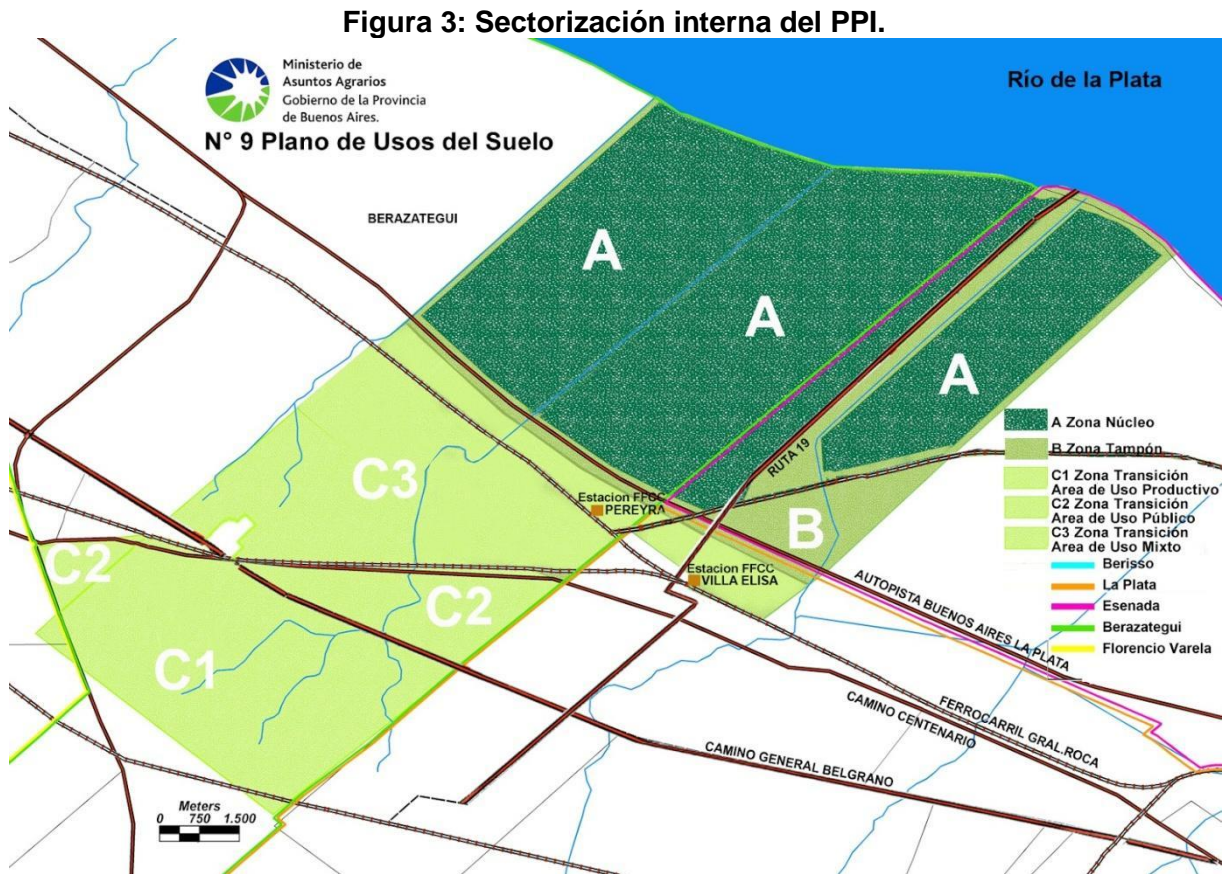 Figura 3: Sectorización interna del PPI.
Ministerio de
Asuntos Agrarios
Gobierno de la Provincia
de Buenos Aires.
N° 9 Plano de Usos del Suelo
Río de la Plata
BERAZATEGUI
A
A
A
RUTA 19
B
C3
C2
C2
C1
Estacion FFCC
PEREYRA
Estacion FFCC
VILLA ELISA
A Zona Núcleo
B Zona Tampón
C1 Zona Transición
Area de Uso Productivo
C2 Zona Transición
Area de Uso Público
C3 Zona Transición
Area de Uso Mixto
Berisso
La Plata
Esenada
Berazategui
Florencio Varela
AUTOPISTA BUENOS AIRES LA PLATA
FERROCARRIL GRAL.ROCA
CAMINO CENTENARIO
CAMINO GENERAL BELGRANO
Meters
0 750 1.500